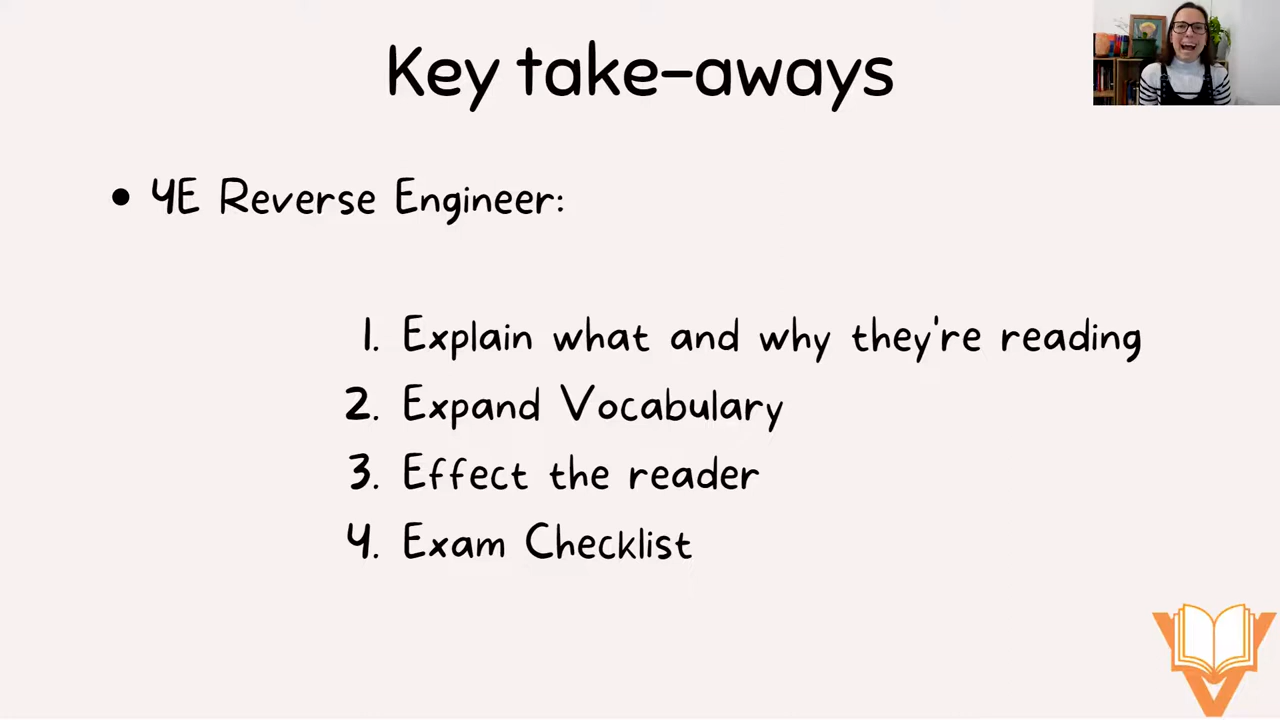 Key take-aways
• 4E Reverse Engineer:
1. Explain what and why they're reading
2. Expand Vocabulary
3. Effect the reader
4. Exam Checklist